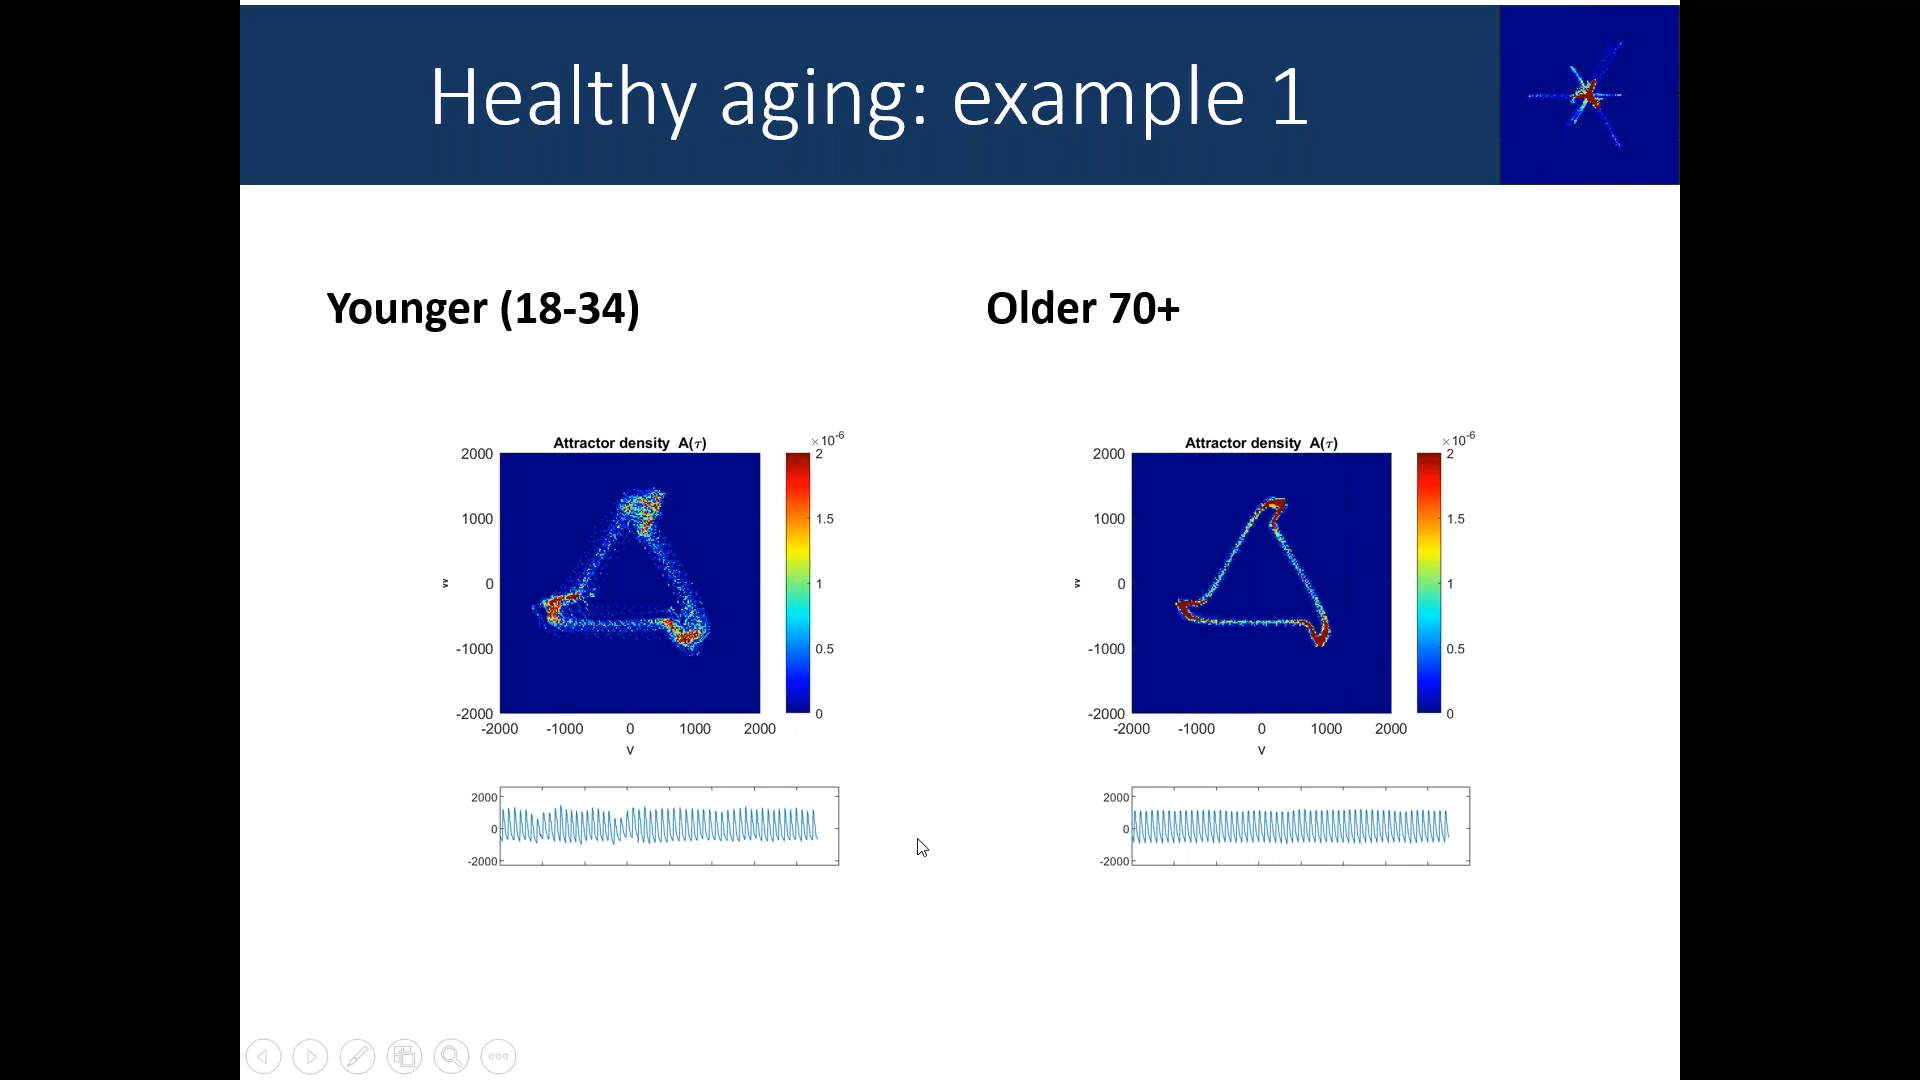 Healthy aging: example 1
Younger (18-34)
Older 70+
Attractor density A(τ)
×10-6
2000
1000
0
-1000
-2000
w
-2000 -1000 0 1000 2000
v
2
1.5
1
0.5
0
2000
0
-2000
Attractor density A(τ)
×10-6
2000
1000
0
-1000
-2000
w
-2000 -1000 0 1000 2000
v
2
1.5
1
0.5
0
2000
0
-2000